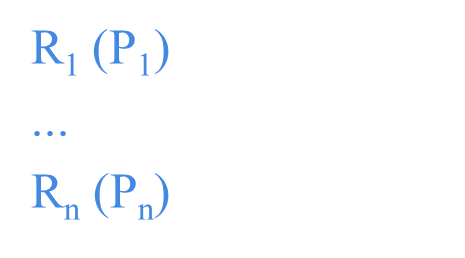 R₁ (P₁)
...
Rₙ (Pₙ)